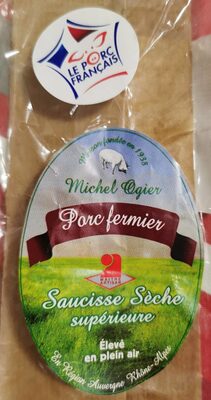 LE PORC
FRANÇAIS
Maison fondée en 1938
Michel Ogier
Porc fermier
Saucisse Sèche
supérieure
Élevé
en plein air
En Région Auvergne Rhône-Alpes